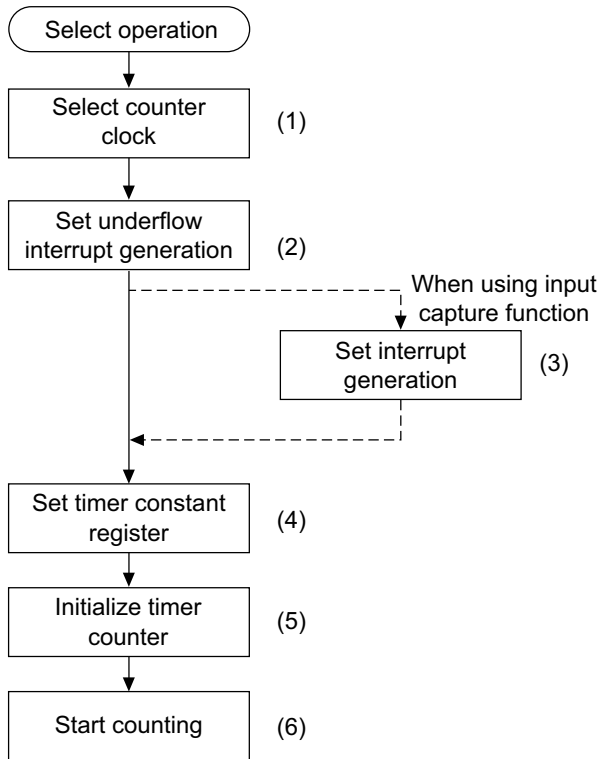 Select operation
Select counter
clock
(1)
Set underflow
interrupt generation
(2)
When using input
capture function
Set interrupt
generation
(3)
Set timer constant
register
(4)
Initialize timer
counter
(5)
Start counting
(6)